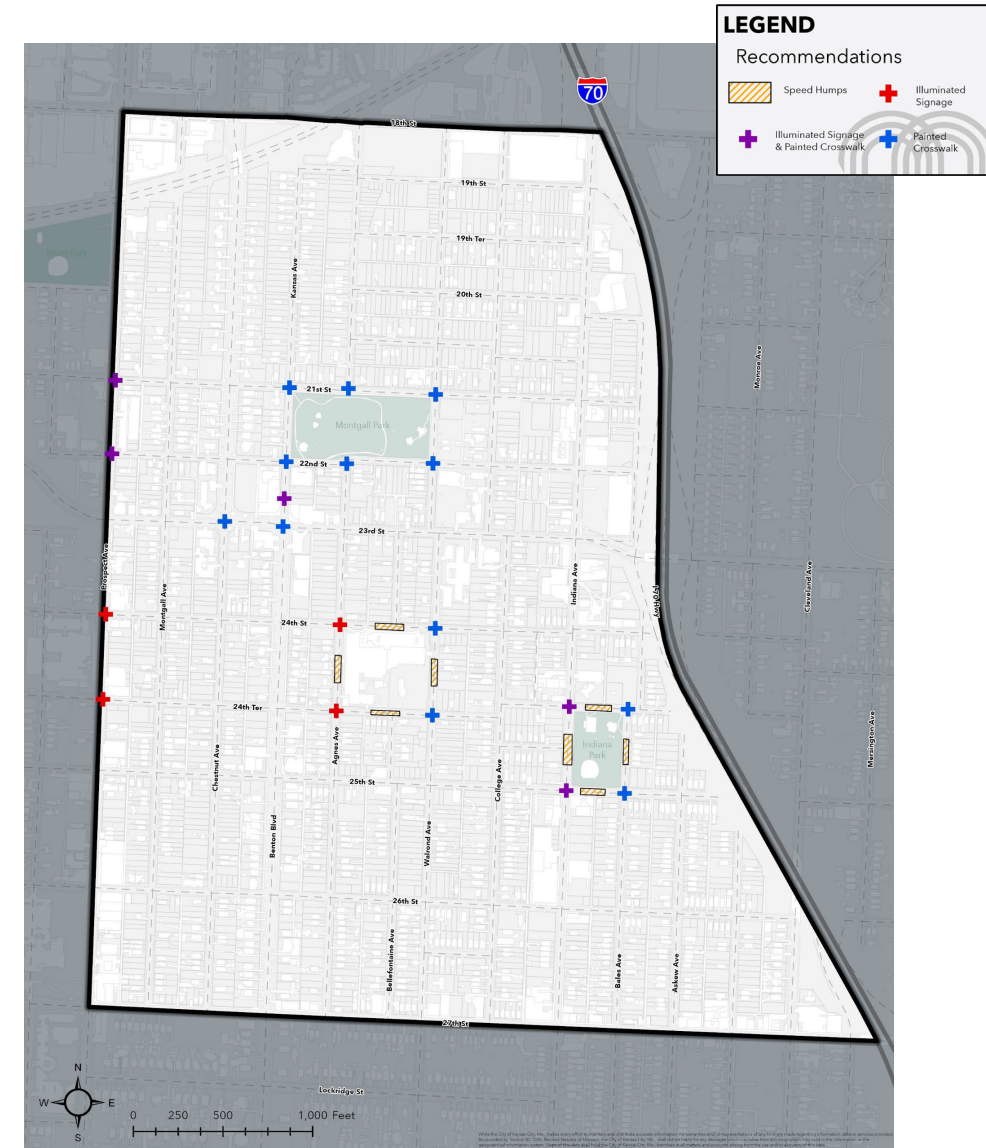 LEGEND
Recommendations
Speed Humps
Illuminated
Signage
Illuminated Signage
& Painted Crosswalk
Painted
Crosswalk
70
18th St
19th St
19th Ter
Kansas Ave
20th St
Monroe Ave
21st St
Montgall Park
22nd St
23rd St
Prospect Ave
Montgall Ave
Indiana Ave
I-70 Hwy
Cleveland Ave
24th St
24th Ter
Agnes Ave
Chestnut Ave
Indiana
Park
Mersington Ave
College Ave
25th St
Benton Blvd
Walrond Ave
26th St
Bellefontaine Ave
Bales Ave
Askew Ave
27th St
Lockridge St
N
W
E
S
0 250 500 1,000 Feet